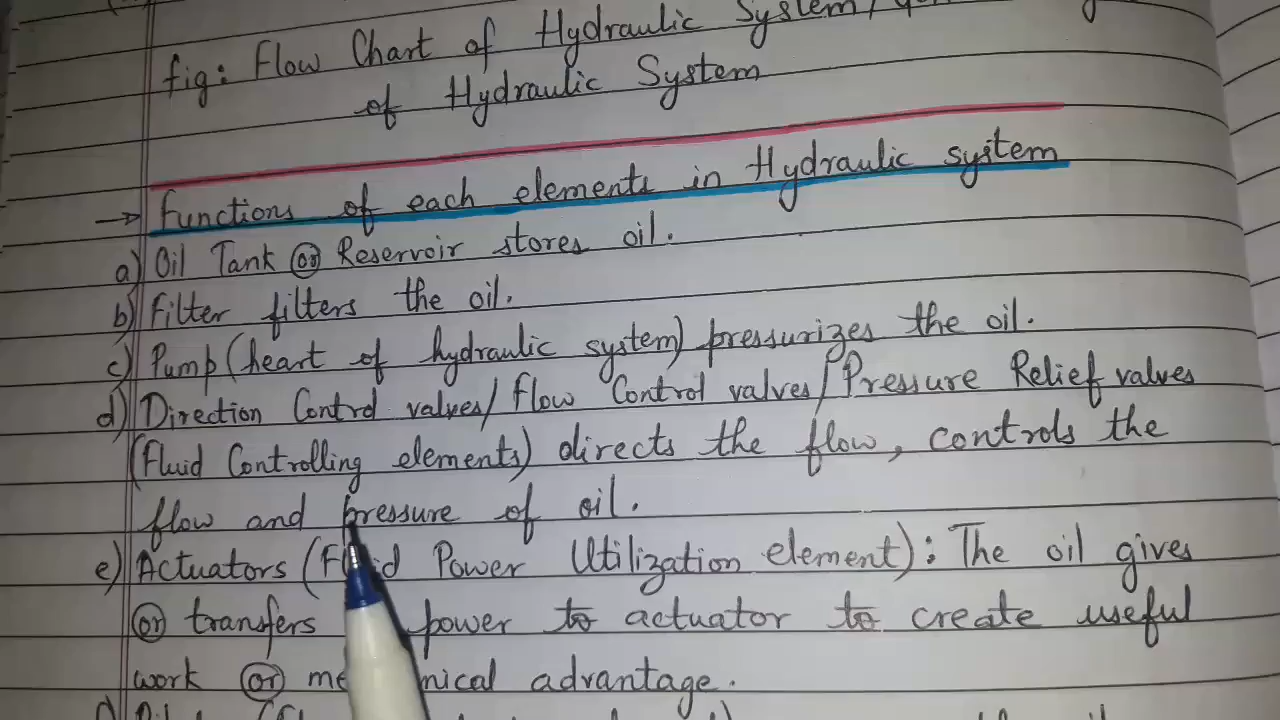 fig: Flow Chart of Hydraulic System/
of Hydraulic System
→ Functions of each elements in Hydraulic system
a) Oil Tank or Reservoir stores oil.
b) Filter filters the oil.
c) Pump (heart of hydraulic system) pressurizes the oil.
d) Direction Control valves/ Flow Control valves/Pressure Relief valves
(Fluid Controlling elements) directs the flow, controls the
flow and pressure of oil.
e) Actuators (Fluid Power Utilization element): The oil gives
or transfers power to actuator to create useful
work or mechanical advantage.